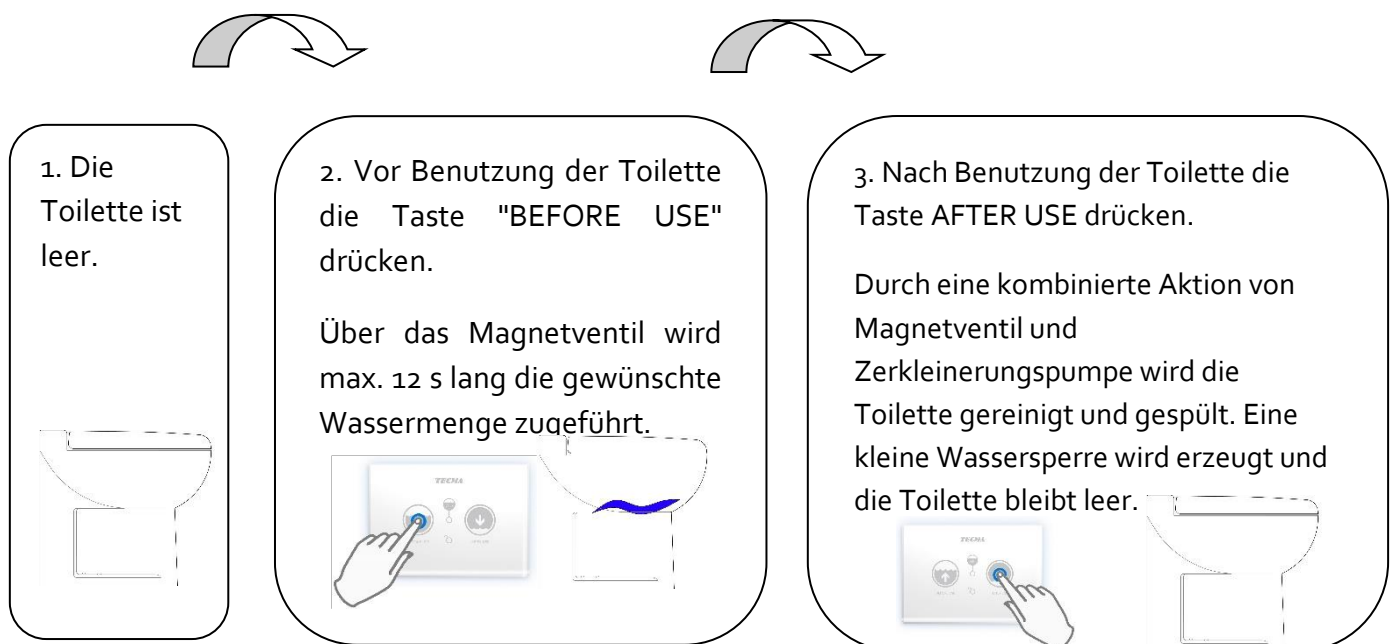 1. Die
Toilette ist
leer.
2. Vor Benutzung der Toilette
die Taste "BEFORE USE"
drücken.
Über das Magnetventil wird
max. 12 s lang die gewünschte
Wassermenge zugeführt.
TECMA
3. Nach Benutzung der Toilette die
Taste AFTER USE drücken.
Durch eine kombinierte Aktion von
Magnetventil und
Zerkleinerungspumpe wird die
Toilette gereinigt und gespült. Eine
kleine Wassersperre wird erzeugt und
die Toilette bleibt leer.
TECMA